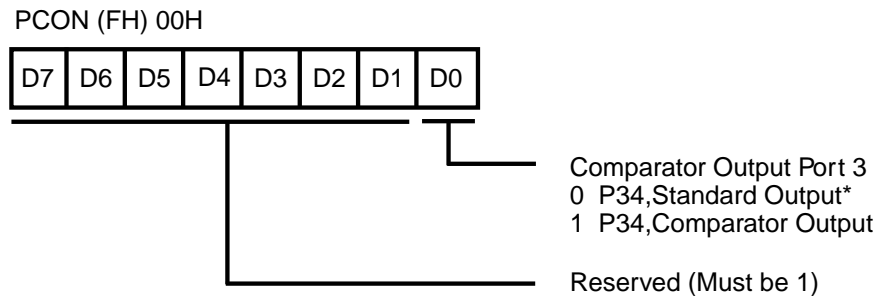 PCON (FH) 00H
D7 D6 D5 D4 D3 D2 D1 D0
Comparator Output Port 3
0 P34,Standard Output*
1 P34,Comparator Output
Reserved (Must be 1)